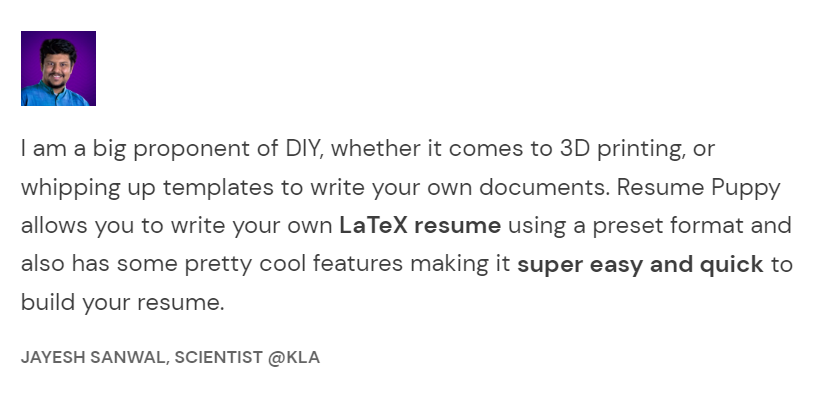 I am a big proponent of DIY, whether it comes to 3D printing, or
whipping up templates to write your own documents. Resume Puppy
allows you to write your own LaTeX resume using a preset format and
also has some pretty cool features making it super easy and quick to
build your resume.
JAYESH SANWAL, SCIENTIST @KLA